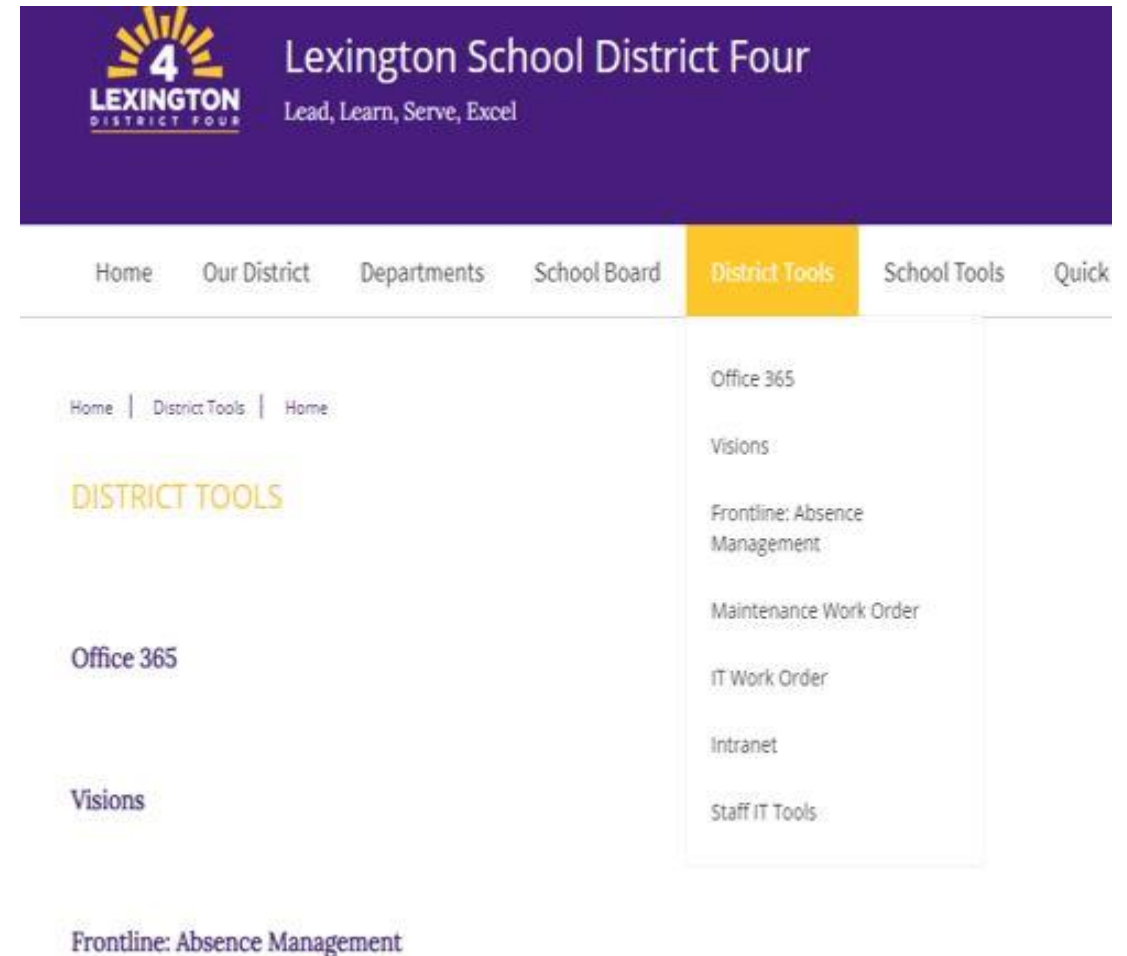 4
LEXINGTON
DISTRICT FOUR
Lexington School District Four
Lead, Learn, Serve, Excel
Home Our District Departments School Board District Tools School Tools Quick
Office 365
Visions
Frontline: Absence
Management
Maintenance Work Order
IT Work Order
Intranet
Staff IT Tools
Home | District Tools | Home
DISTRICT TOOLS
Office 365
Visions
Frontline: Absence Management